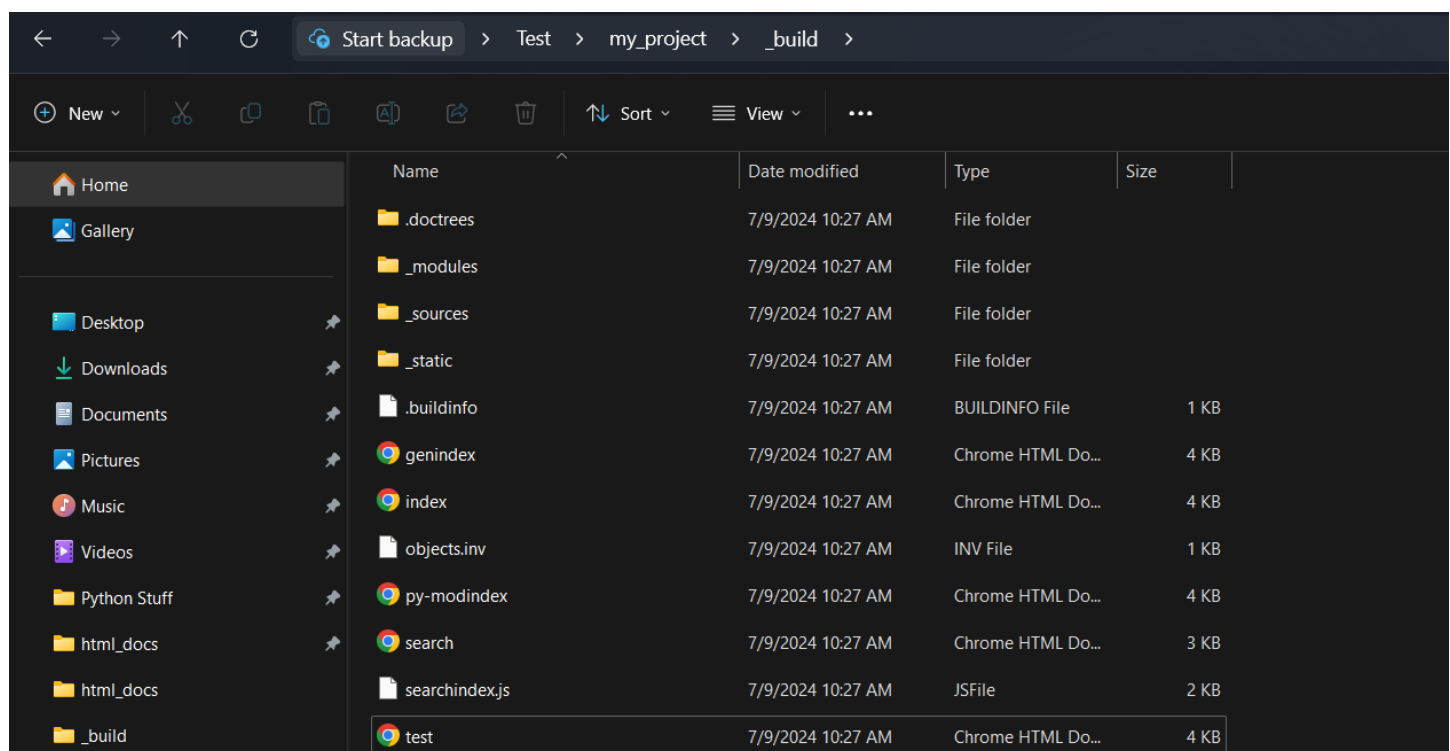 Start backup > Test > my_project > _build >
New Sort View •••
Name Date modified Type Size
Home
Gallery
Desktop
Downloads
Documents
Pictures
Music
Videos
Python Stuff
html_docs
html_docs
_build
.doctrees 7/9/2024 10:27 AM File folder
_modules 7/9/2024 10:27 AM File folder
_sources 7/9/2024 10:27 AM File folder
_static 7/9/2024 10:27 AM File folder
.buildinfo 7/9/2024 10:27 AM BUILDINFO File 1 KB
genindex 7/9/2024 10:27 AM Chrome HTML Do... 4 KB
index 7/9/2024 10:27 AM Chrome HTML Do... 4 KB
objects.inv 7/9/2024 10:27 AM INV File 1 KB
py-modindex 7/9/2024 10:27 AM Chrome HTML Do... 4 KB
search 7/9/2024 10:27 AM Chrome HTML Do... 3 KB
searchindex.js 7/9/2024 10:27 AM JSFile 2 KB
test 7/9/2024 10:27 AM Chrome HTML Do... 4 KB